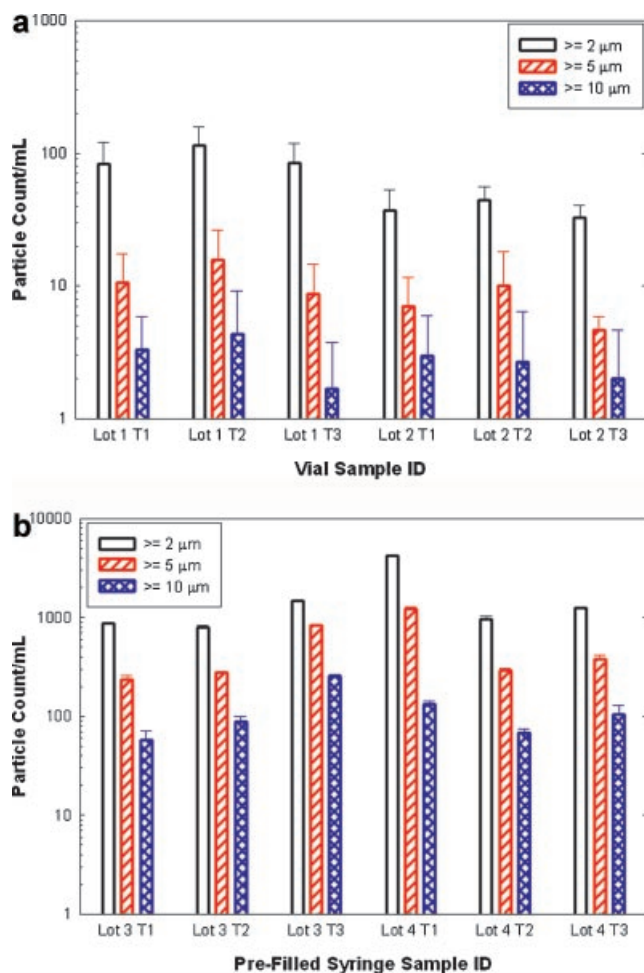 a
1000
100
10
1
Particle Count/mL
>= 2 µm
>= 5 µm
>= 10 µm
Lot 1 T1 Lot 1 T2 Lot 1 T3 Lot 2 T1 Lot 2 T2 Lot 2 T3
Vial Sample ID
b
10000
1000
100
10
1
Particle Count/mL
>= 2 µm
>= 5 µm
>= 10 µm
Lot 3 T1 Lot 3 T2 Lot 3 T3 Lot 4 T1 Lot 4 T2 Lot 4 T3
Pre-Filled Syringe Sample ID